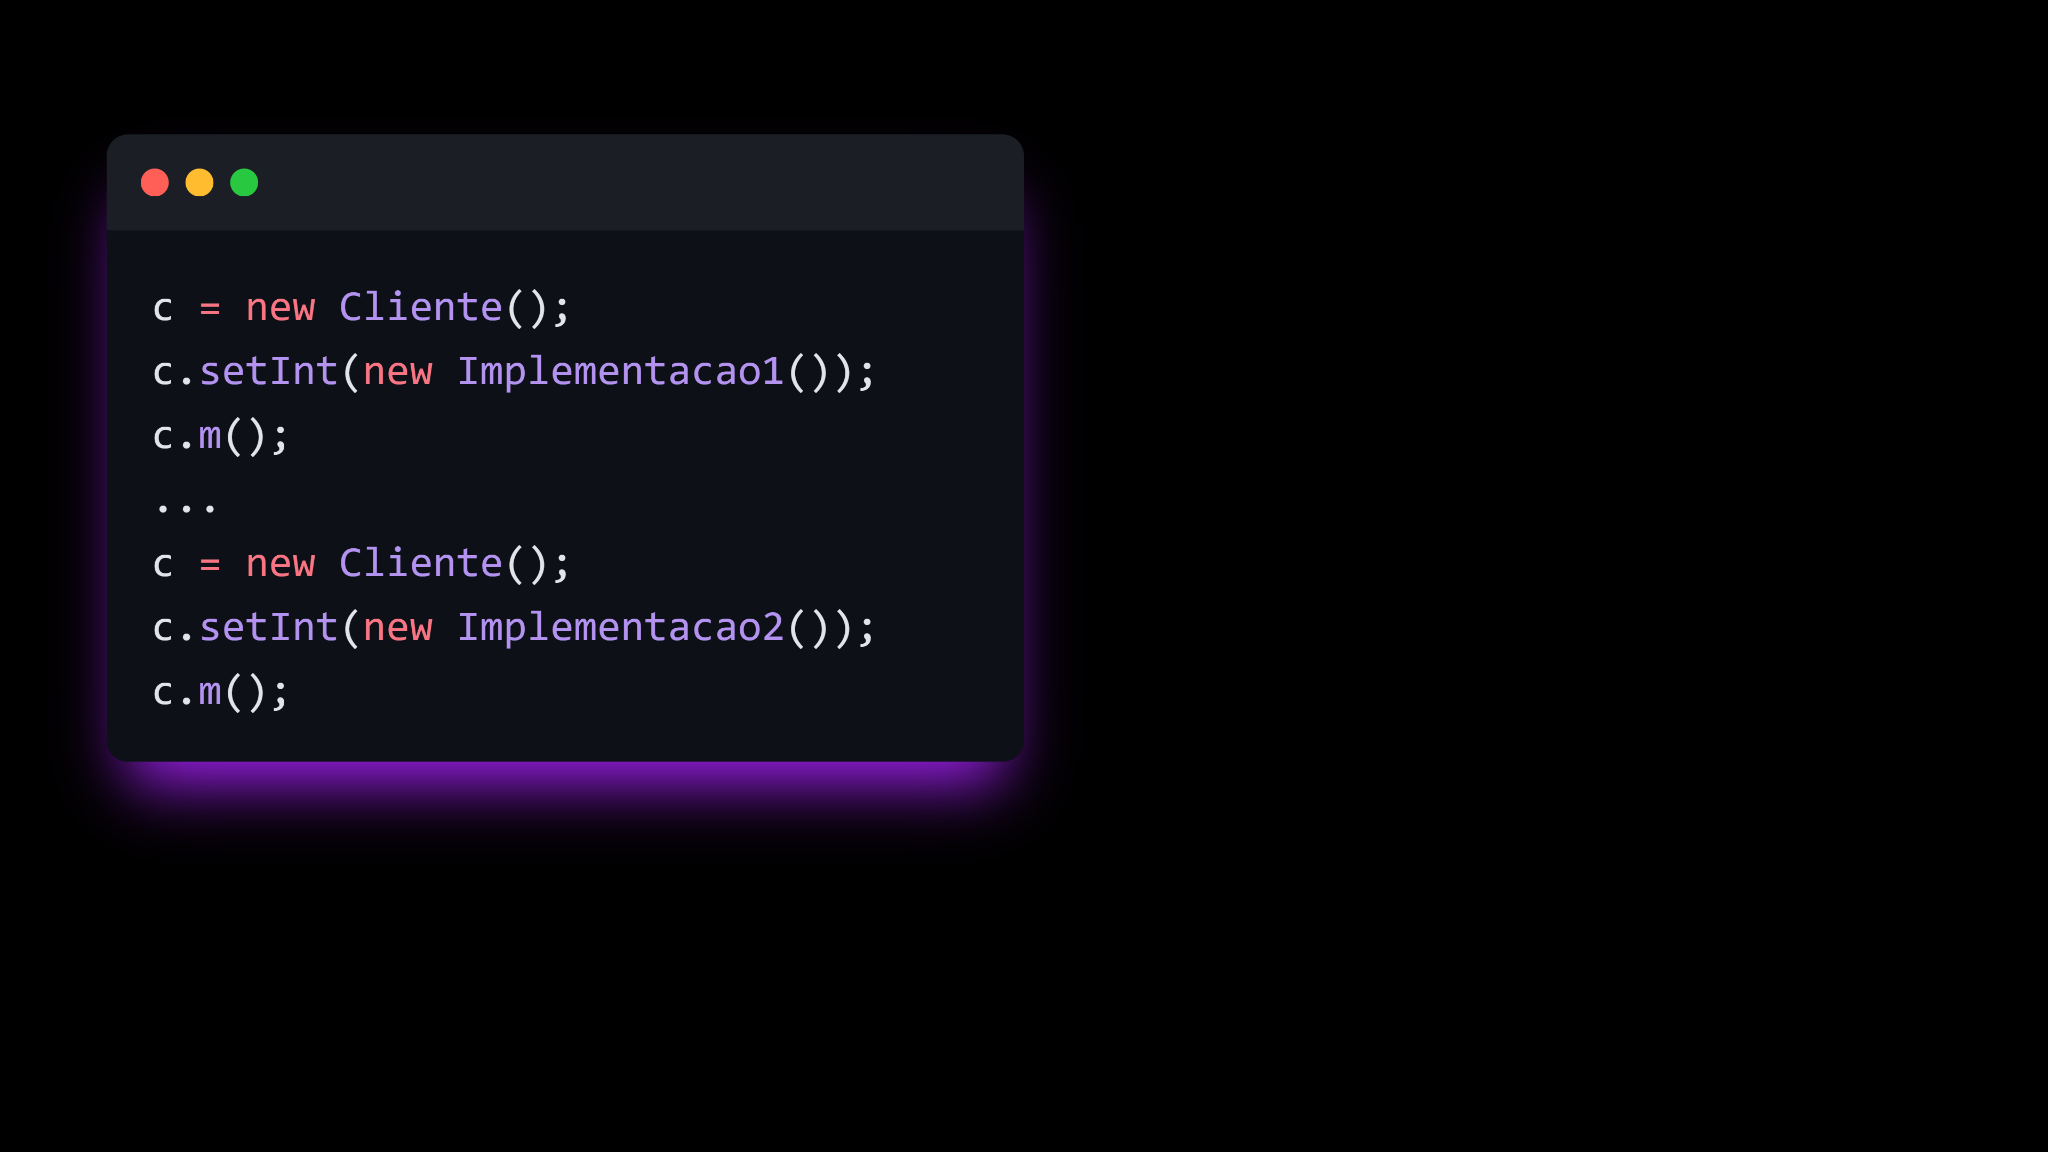 c = new Cliente();
c.setInt(new Implementacao1());
c.m();
...
c = new Cliente();
c.setInt(new Implementacao2());
c.m();